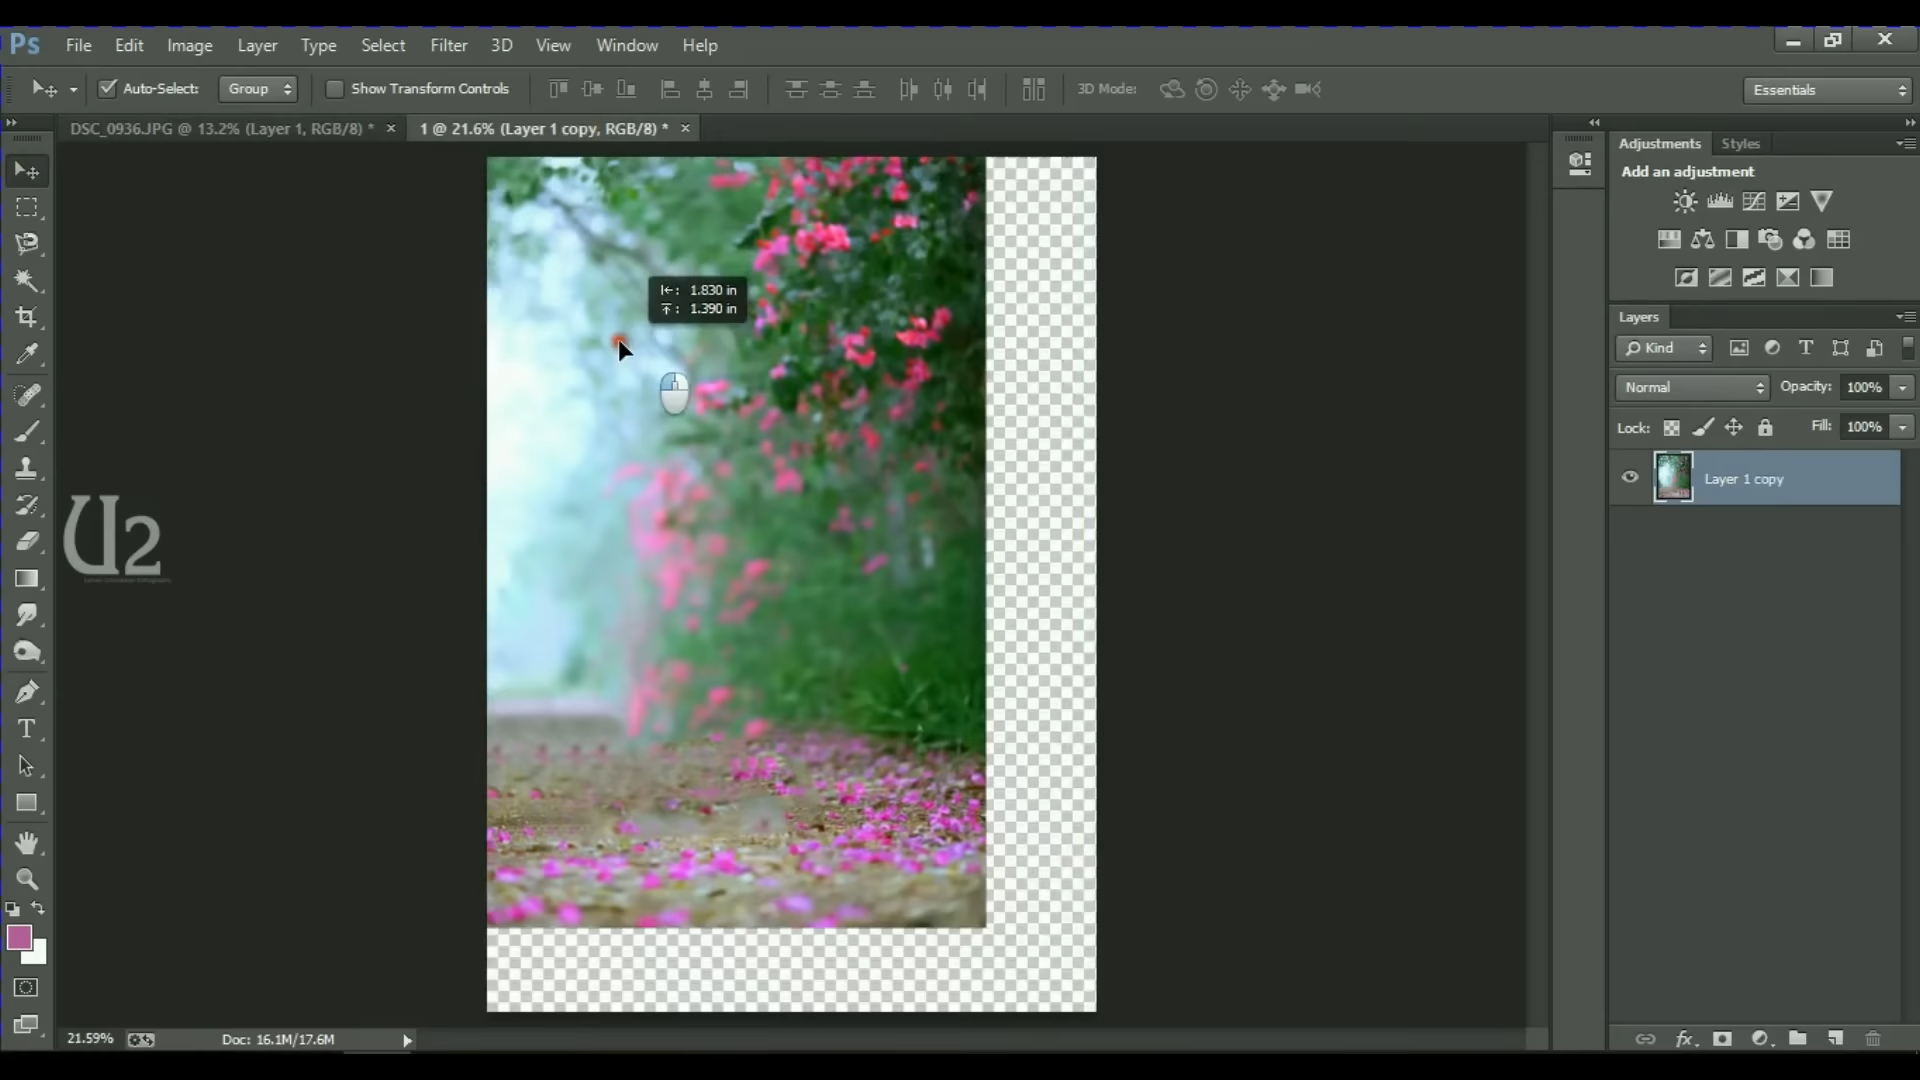 Ps File Edit Image Layer Type Select Filter 3D View Window Help
Auto-Select: Group Show Transform Controls 3D Mode: Essentials
DSC_0936.JPG @ 13.2% (Layer 1, RGB/8) * × 1 @ 21.6% (Layer 1 copy, RGB/8) * ×
Adjustments Styles
Add an adjustment
1.830 in
1.390 in
Layers
Kind
Normal Opacity: 100%
Lock: Fill: 100%
Layer 1 copy
U2
21.59% Doc: 16.1M/17.6M